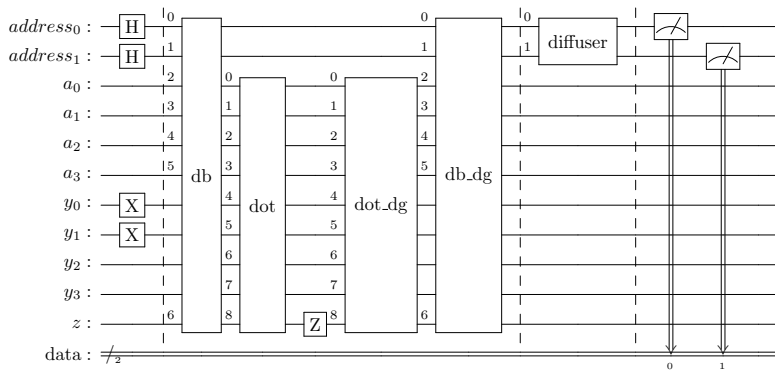 address0 : H 0 0 0 diffuser
address1 : H 1 1 1
a0 : 2 0 0 2
a1 : 3 1 1 3
a2 : 4 2 2 4
a3 : 5 db 3 3 5 db_dg
y0 : X 4 dot 4 dot_dg
y1 : X 5 5
y2 : 6 6
y3 : 7 7
z : 6 8 Z 8 6
data : 2
0 1